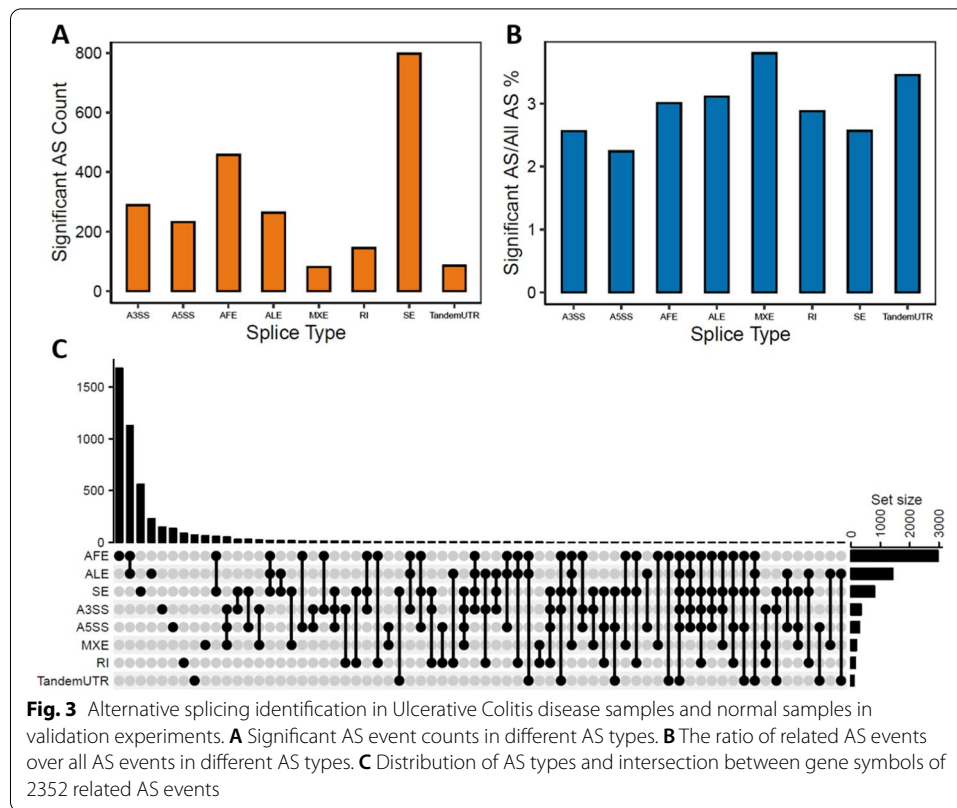 A
800
600
400
200
0
Significant AS Count
A3SS A5SS AFE ALE MXE RI SE TandemUTR
Splice Type
B
3
2
1
0
Significant AS/All AS %
A3SS A5SS AFE ALE MXE RI SE TandemUTR
Splice Type
C
1500
1000
500
0
Set size
0 1000 2000 3000
AFE
ALE
SE
A3SS
A5SS
MXE
RI
TandemUTR
Fig. 3 Alternative splicing identification in Ulcerative Colitis disease samples and normal samples in
validation experiments. A Significant AS event counts in different AS types. B The ratio of related AS events
over all AS events in different AS types. C Distribution of AS types and intersection between gene symbols of
2352 related AS events